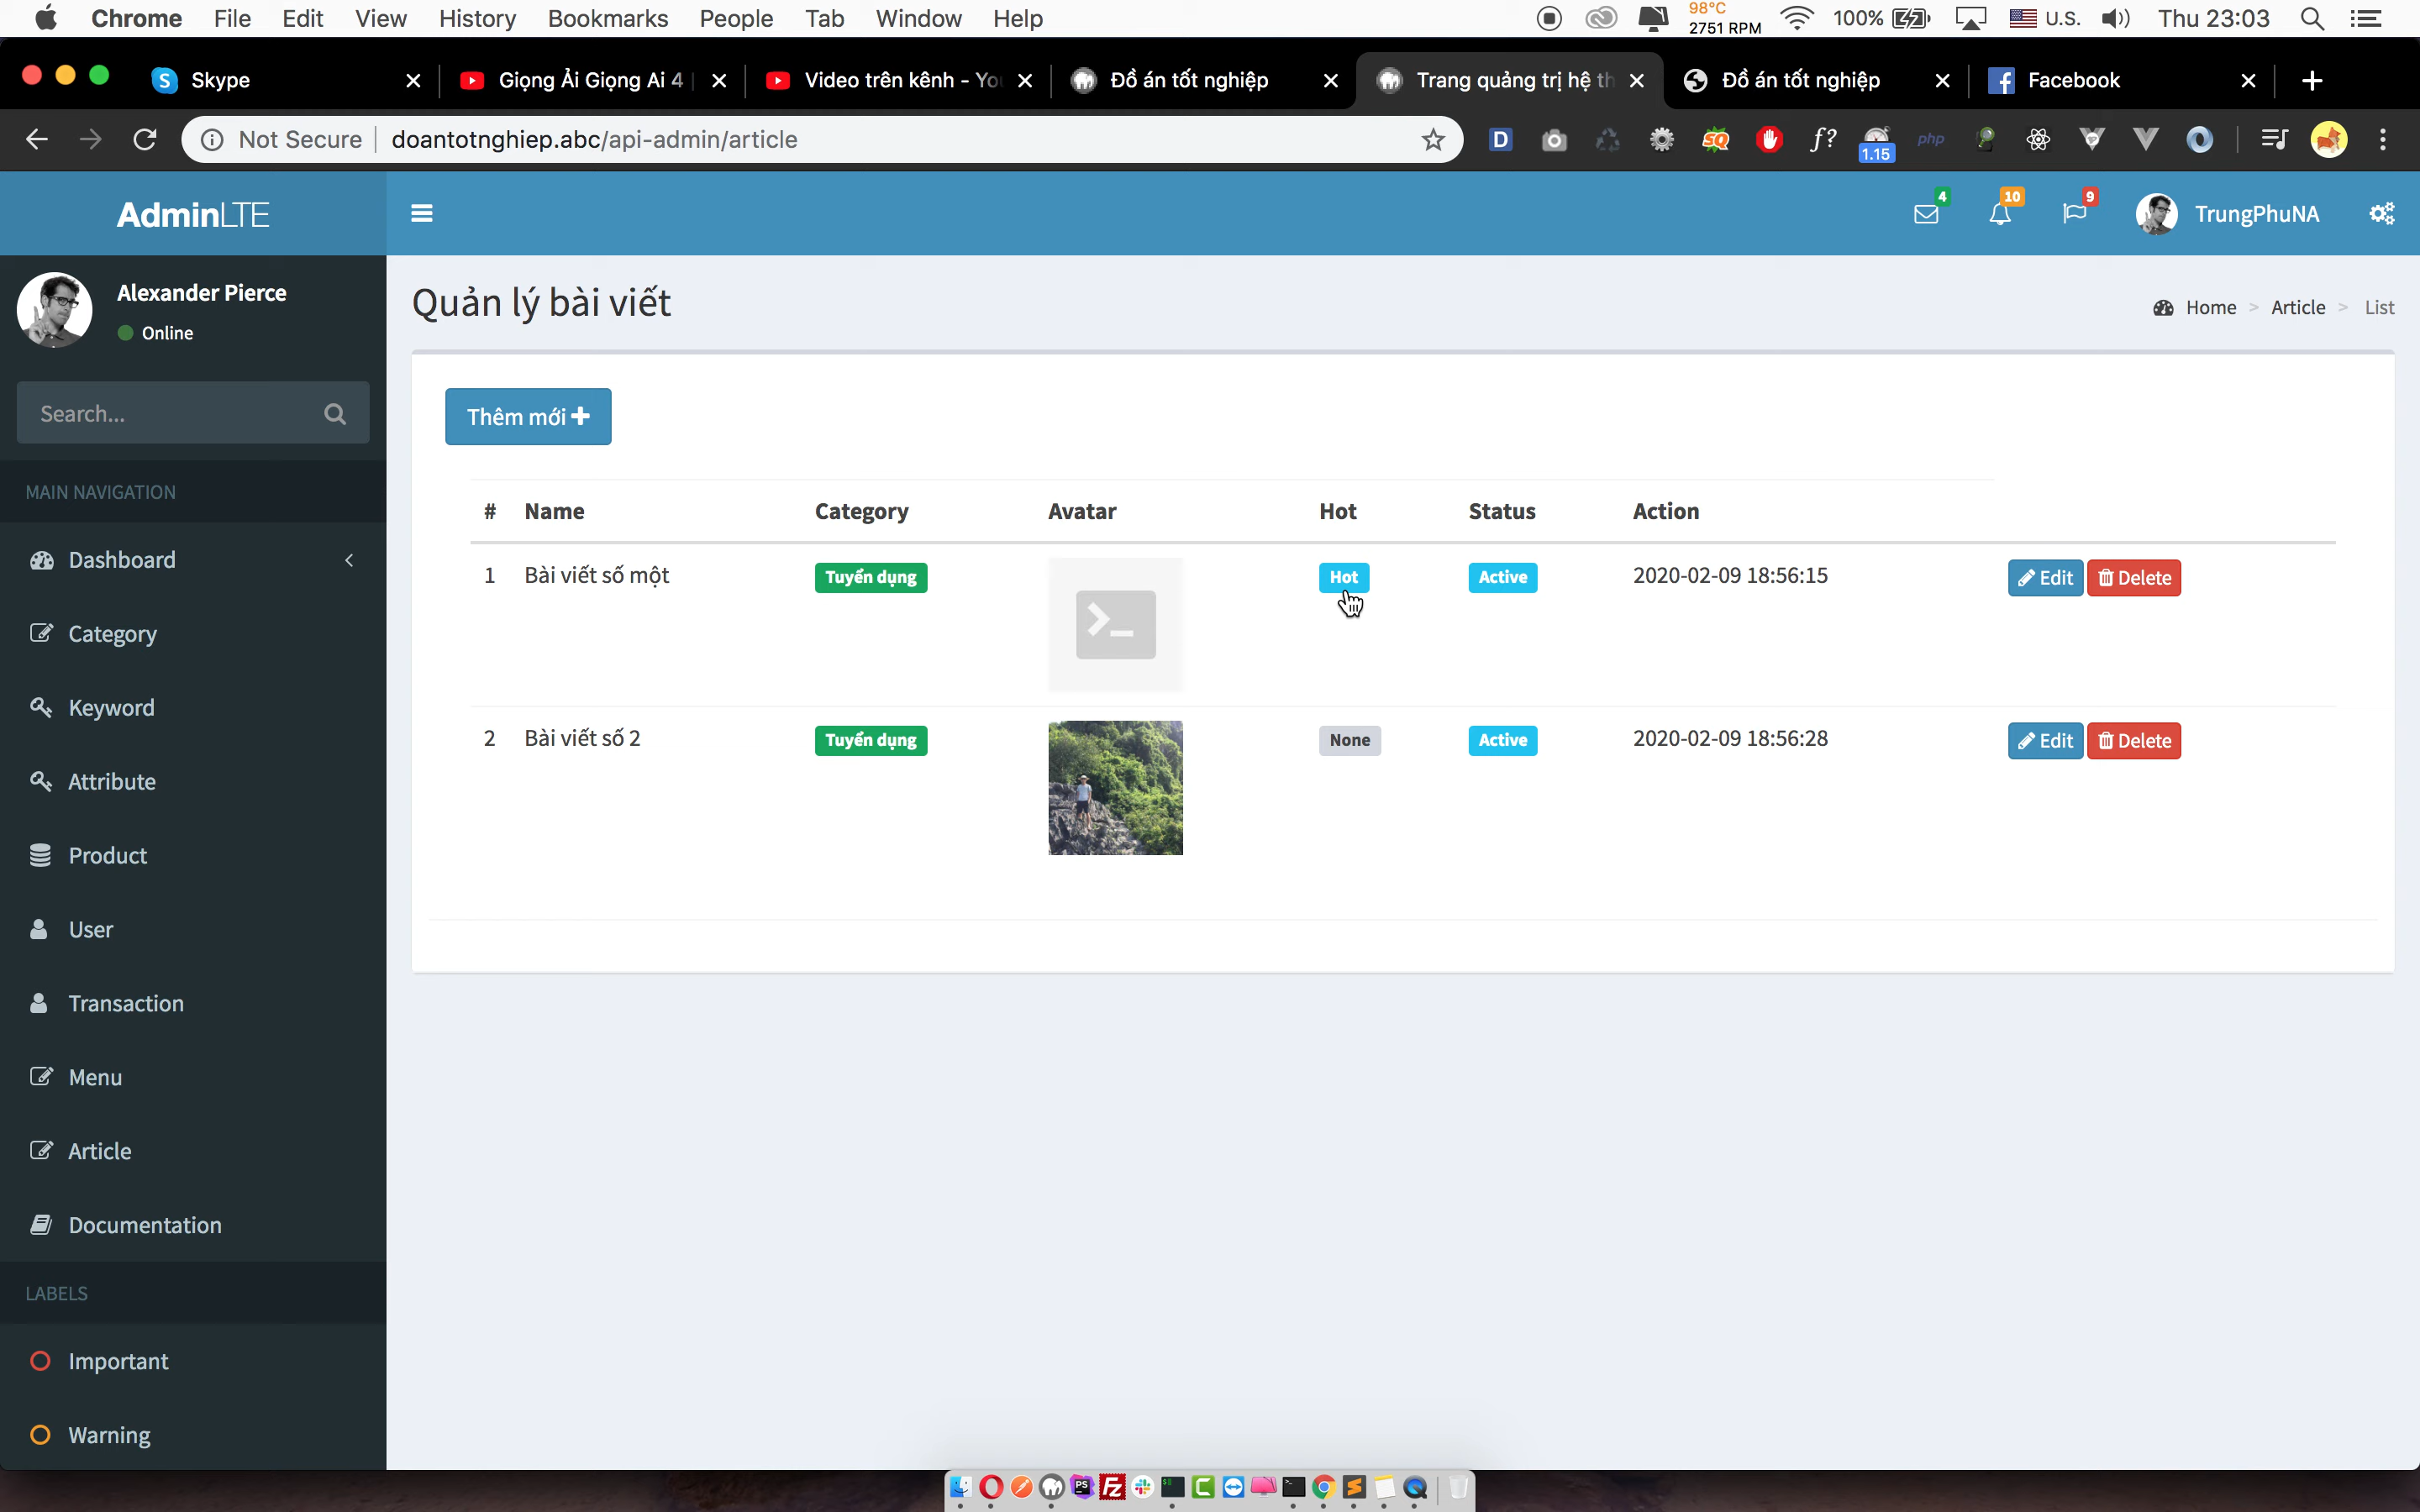 Chrome File Edit View History Bookmarks People Tab Window Help
98°C
2751 RPM
100% U.S. Thu 23:03
Skype
Giọng Ải Giọng Ai 4
Video trên kênh - You
Đồ án tốt nghiệp
Trang quảng trị hệ th
Đồ án tốt nghiệp
Facebook
Not Secure doantotnghiep.abc/api-admin/article
1.15
AdminLTE
4
10
9
TrungPhuNA
Alexander Pierce
Online
Search...
MAIN NAVIGATION
Dashboard
Category
Keyword
Attribute
Product
User
Transaction
Menu
Article
Documentation
LABELS
Important
Warning
Quản lý bài viết
Home > Article > List
Thêm mới
# Name Category Avatar Hot Status Action
1 Bài viết số một Tuyển dụng Hot Active 2020-02-09 18:56:15 Edit Delete
2 Bài viết số 2 Tuyển dụng None Active 2020-02-09 18:56:28 Edit Delete